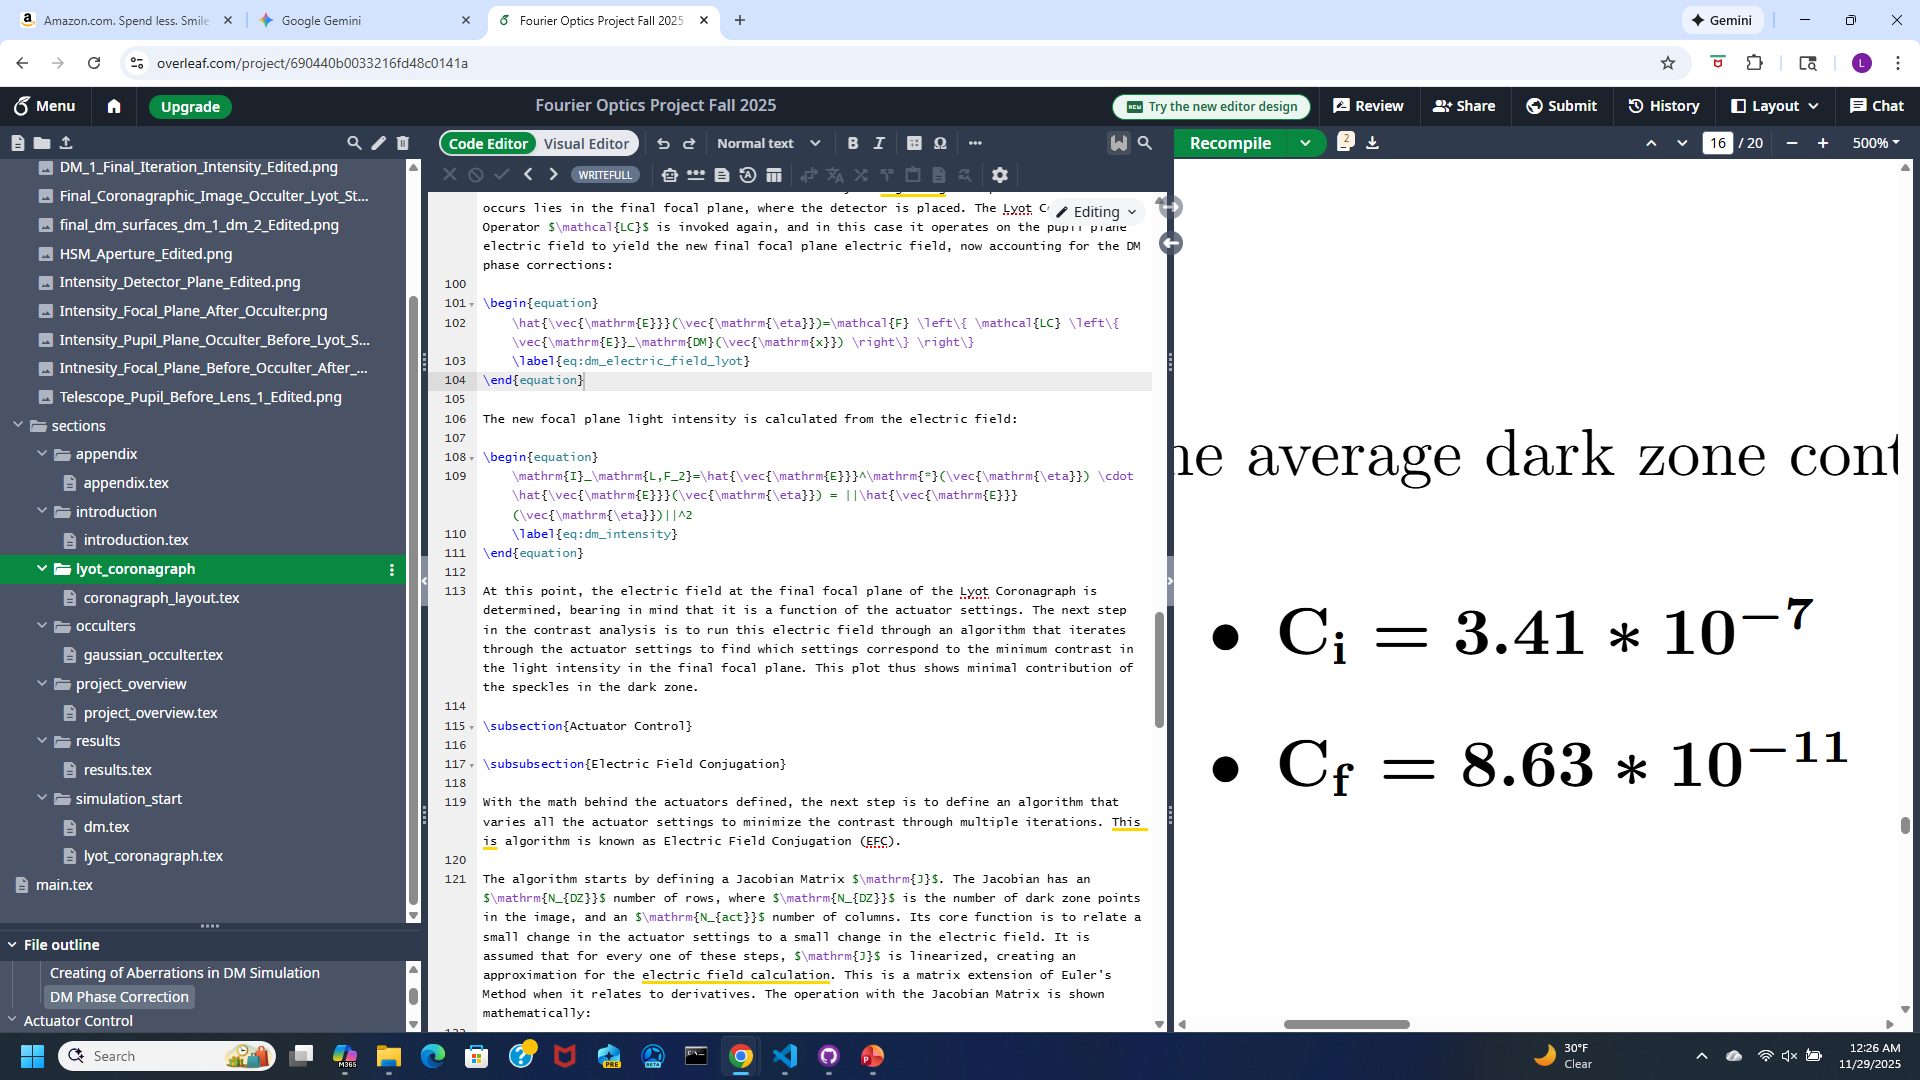 Amazon.com. Spend less. Smile
Google Gemini
Fourier Optics Project Fall 2025
Gemini
overleaf.com/project/690440b0033216fd48c0141a
L
Menu
Upgrade
Fourier Optics Project Fall 2025
NEW Try the new editor design
Review
Share
Submit
History
Layout
Chat
Code Editor
Visual Editor
Normal text
B I
Recompile
2
16 / 20
500%
WRITEFULL
Editing
DM_1_Final_Iteration_Intensity_Edited.png
Final_Coronagraphic_Image_Occulter_Lyot_St...
final_dm_surfaces_dm_1_dm_2_Edited.png
HSM_Aperture_Edited.png
Intensity_Detector_Plane_Edited.png
Intensity_Focal_Plane_After_Occulter.png
Intensity_Pupil_Plane_Occulter_Before_Lyot_S...
Intnesity_Focal_Plane_Before_Occulter_After_...
Telescope_Pupil_Before_Lens_1_Edited.png
sections
appendix
appendix.tex
introduction
introduction.tex
lyot_coronagraph
coronagraph_layout.tex
occulters
gaussian_occulter.tex
project_overview
project_overview.tex
results
results.tex
simulation_start
dm.tex
lyot_coronagraph.tex
main.tex
File outline
Creating of Aberrations in DM Simulation
DM Phase Correction
Actuator Control
occurs lies in the final focal plane, where the detector is placed. The Lyot
Operator $\mathcal{LC}$ is invoked again, and in this case it operates on the pupil plane
electric field to yield the new final focal plane electric field, now accounting for the DM
phase corrections:
100
101 \begin{equation}
102 \hat{\vec{\mathrm{E}}}(\vec{\mathrm{\eta}})=\mathcal{F} \left\{ \mathcal{LC} \left\{
\vec{\mathrm{E}}_\mathrm{DM}(\vec{\mathrm{x}}) \right\} \right\}
103 \label{eq:dm_electric_field_lyot}
104 \end{equation}
105
106 The new focal plane light intensity is calculated from the electric field:
107
108 \begin{equation}
109 \mathrm{I}_\mathrm{L,F_2}=\hat{\vec{\mathrm{E}}}^\mathrm{*}(\vec{\mathrm{\eta}}) \cdot
\hat{\vec{\mathrm{E}}}(\vec{\mathrm{\eta}}) = ||\hat{\vec{\mathrm{E}}}
(\vec{\mathrm{\eta}})||^2
110 \label{eq:dm_intensity}
111 \end{equation}
112
113 At this point, the electric field at the final focal plane of the Lyot Coronagraph is
determined, bearing in mind that it is a function of the actuator settings. The next step
in the contrast analysis is to run this electric field through an algorithm that iterates
through the actuator settings to find which settings correspond to the minimum contrast in
the light intensity in the final focal plane. This plot thus shows minimal contribution of
the speckles in the dark zone.
114
115 \subsection{Actuator Control}
116
117 \subsubsection{Electric Field Conjugation}
118
119 With the math behind the actuators defined, the next step is to define an algorithm that
varies all the actuator settings to minimize the contrast through multiple iterations. This
is algorithm is known as Electric Field Conjugation (EFC).
120
121 The algorithm starts by defining a Jacobian Matrix $\mathrm{J}$. The Jacobian has an
$\mathrm{N_{DZ}}$ number of rows, where $\mathrm{N_{DZ}}$ is the number of dark zone points
in the image, and an $\mathrm{N_{act}}$ number of columns. Its core function is to relate a
small change in the actuator settings to a small change in the electric field. It is
assumed that for every one of these steps, $\mathrm{J}$ is linearized, creating an
approximation for the electric field calculation. This is a matrix extension of Euler's
Method when it relates to derivatives. The operation with the Jacobian Matrix is shown
mathematically:
average dark zone
• C_i = 3.41 * 10^{-7}
• C_f = 8.63 * 10^{-11}
Search
M365
PRE
BETA
30°F
Clear
12:26 AM
11/29/2025